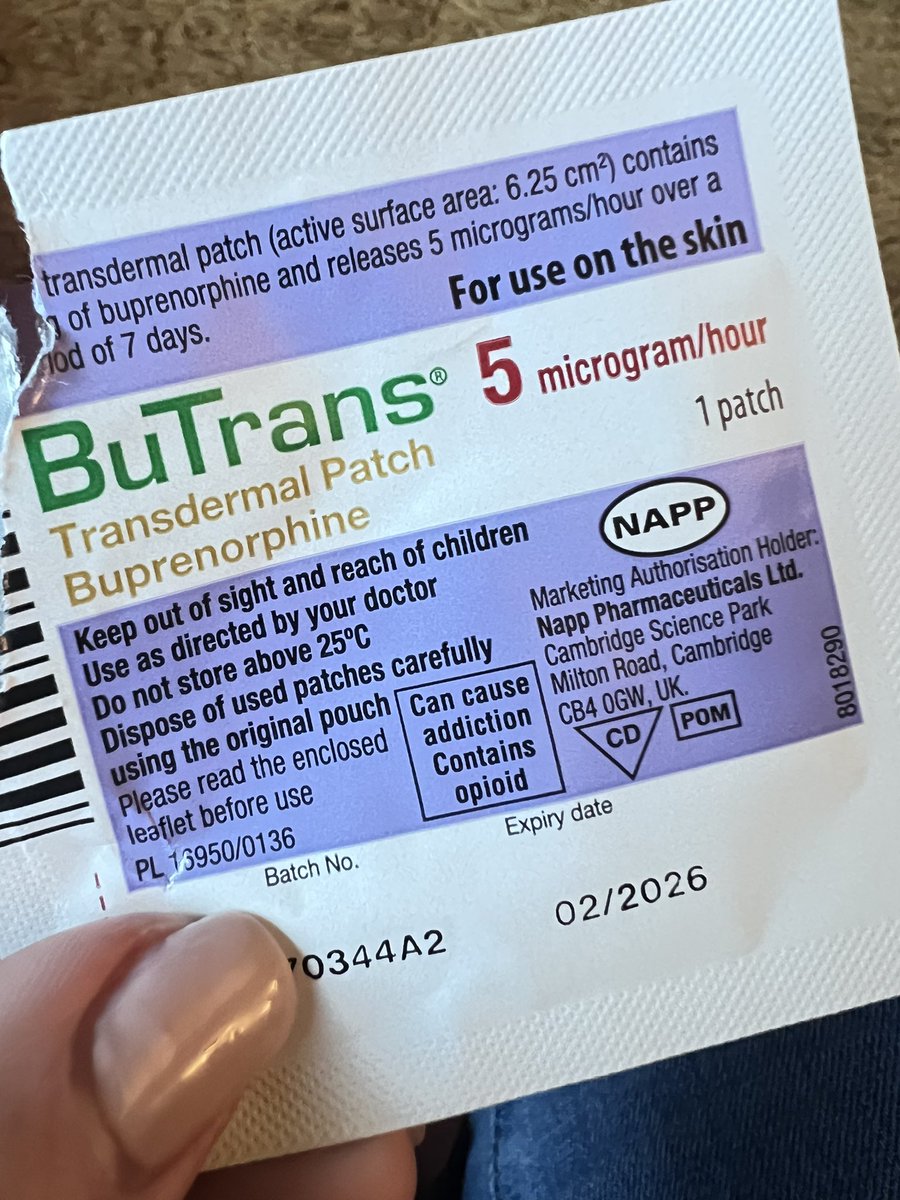 transdermal patch (active surface area: 6.25 cm²) contains
of buprenorphine and releases 5 micrograms/hour over a
of 7 days.
For use on the skin
BuTrans® 5 microgram/hour
Transdermal Patch
1 patch
Buprenorphine
Keep out of sight and reach of children
Use as directed by your doctor
Do not store above 25ºC
Dispose of used patches carefully
using the original pouch
Please read the enclosed
leaflet before use
PL 16950/0136
Can cause
addiction
Contains
opioid
NAPP
Marketing Authorisation Holder:
Napp Pharmaceuticals Ltd.
Cambridge Science Park
Milton Road, Cambridge
CB4 0GW, UK.
CD
POM
801829​0
Batch No.
Expiry date
70344A2
02/2026